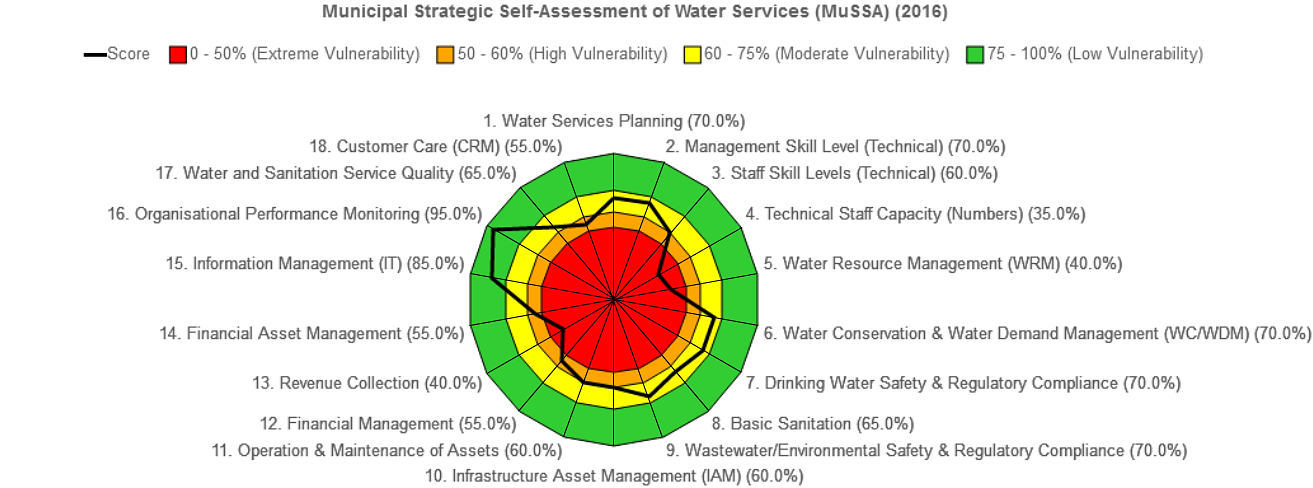 Municipal Strategic Self-Assessment of Water Services (MuSSA) (2016)
Score 0 - 50% (Extreme Vulnerability) 50 - 60% (High Vulnerability) 60 - 75% (Moderate Vulnerability) 75 - 100% (Low Vulnerability)
1. Water Services Planning (70.0%)
2. Management Skill Level (Technical) (70.0%)
3. Staff Skill Levels (Technical) (60.0%)
4. Technical Staff Capacity (Numbers) (35.0%)
5. Water Resource Management (WRM) (40.0%)
6. Water Conservation & Water Demand Management (WC/WDM) (70.0%)
7. Drinking Water Safety & Regulatory Compliance (70.0%)
8. Basic Sanitation (65.0%)
9. Wastewater/Environmental Safety & Regulatory Compliance (70.0%)
10. Infrastructure Asset Management (IAM) (60.0%)
11. Operation & Maintenance of Assets (60.0%)
12. Financial Management (55.0%)
13. Revenue Collection (40.0%)
14. Financial Asset Management (55.0%)
15. Information Management (IT) (85.0%)
16. Organisational Performance Monitoring (95.0%)
17. Water and Sanitation Service Quality (65.0%)
18. Customer Care (CRM) (55.0%)